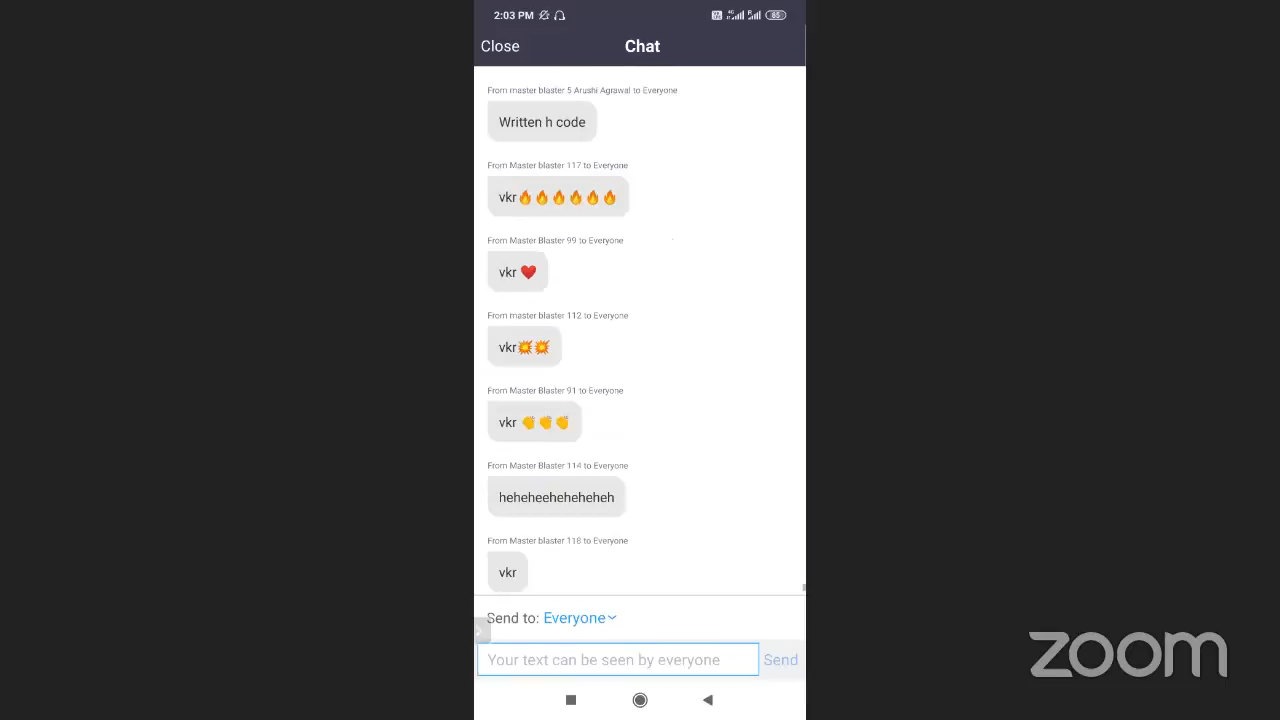 2:03 PM
4G
R
65
Close
Chat
From master blaster 5 Arushi Agrawal to Everyone
Written h code
From Master blaster 117 to Everyone
vkr🔥🔥🔥🔥🔥🔥
From Master Blaster 99 to Everyone
vkr ❤️
From master blaster 112 to Everyone
vkr💥💥
From Master Blaster 91 to Everyone
vkr 👏👏👏
From Master Blaster 114 to Everyone
heheheeheheheheh
From Master blaster 118 to Everyone
vkr
Send to: Everyone
Your text can be seen by everyone
Send
zoom